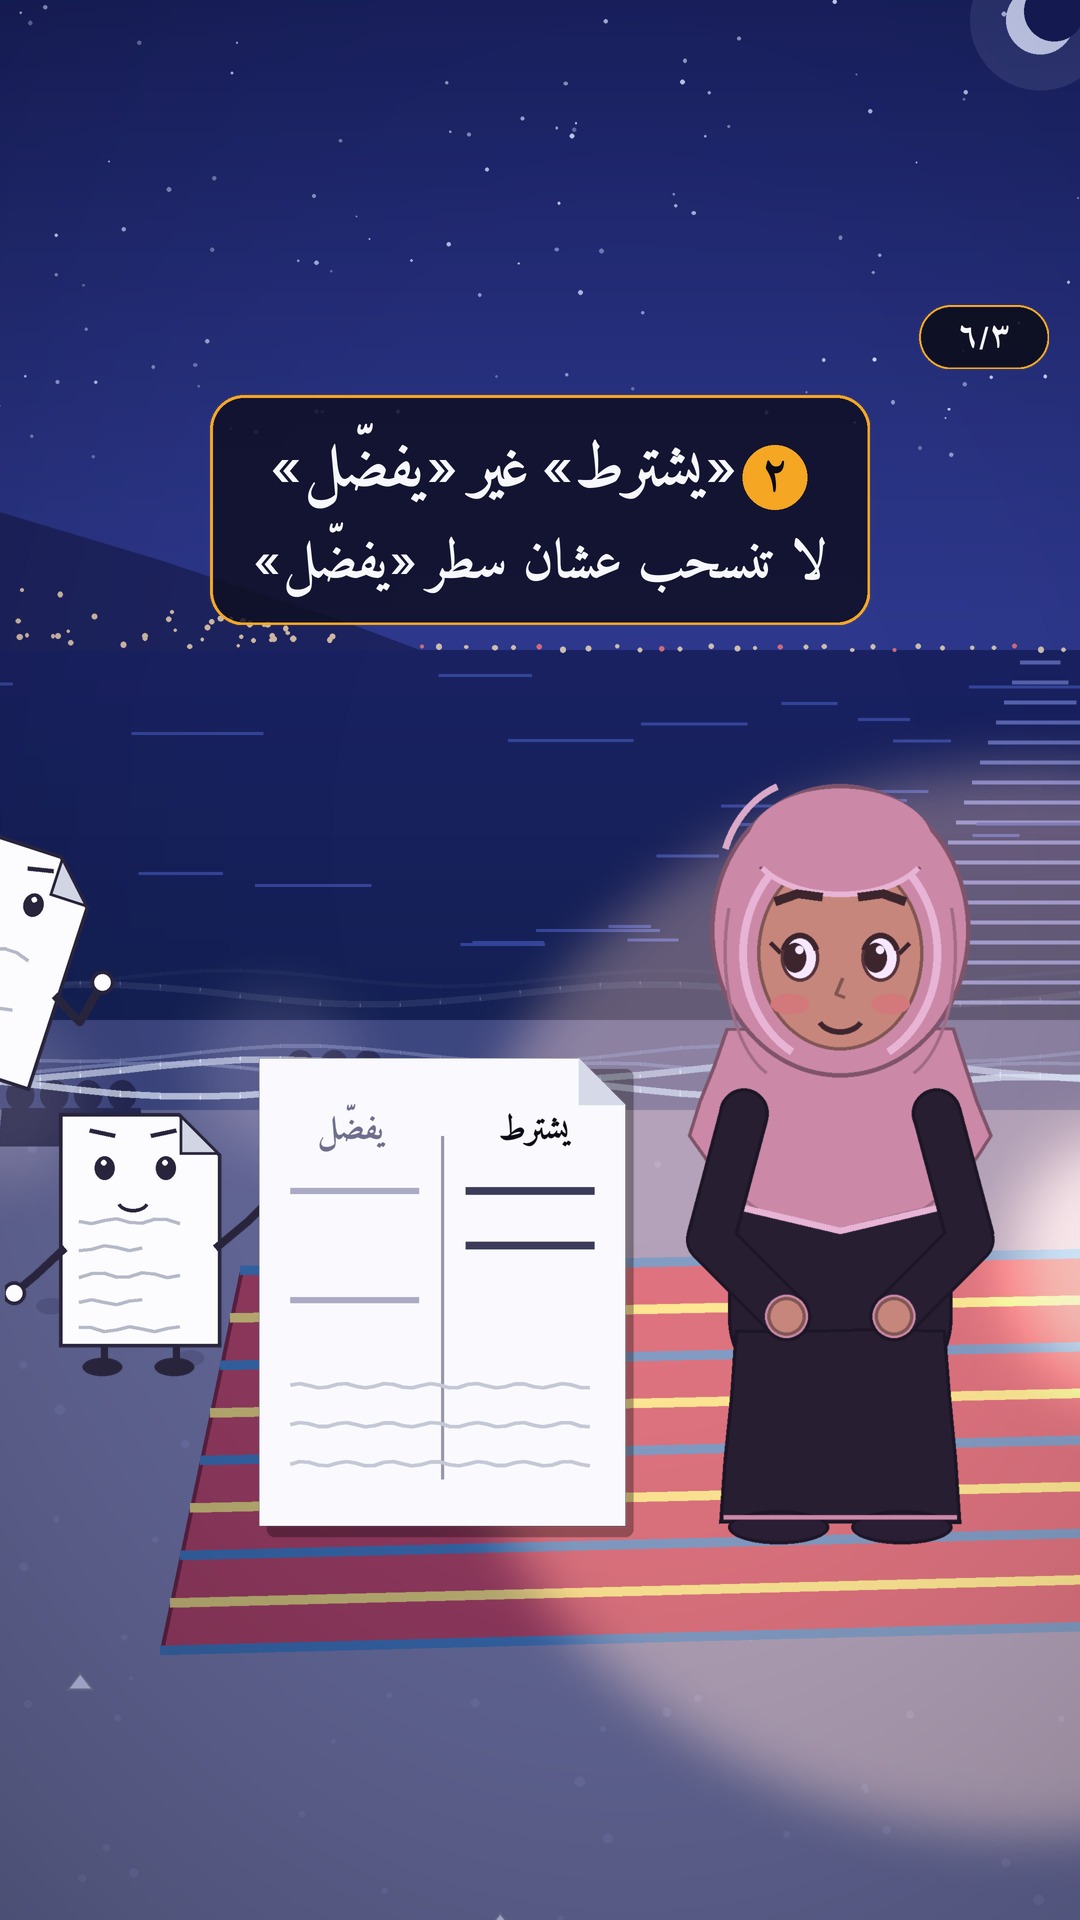 ٦/٣
٢ «يشترط» غير «يفضّل»
لا تنسحب عشان سطر «يفضّل»
يشترط
يفضّل